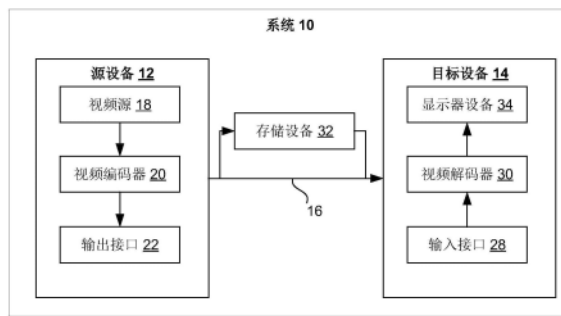 系统 10
源设备 12
视频源 18
视频编码器 20
输出接口 22
存储设备 32
16
目标设备 14
显示器设备 34
视频解码器 30
输入接口 28